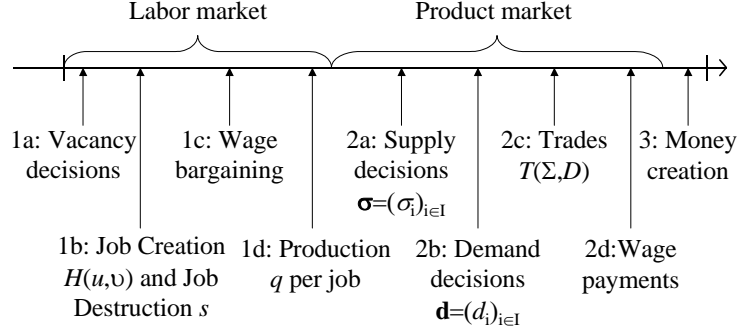 Labor market
Product market
1a: Vacancy
decisions
1c: Wage
bargaining
2a: Supply
decisions
𝛔=(σi)i∈I
2c: Trades
T(Σ,D)
3: Money
creation
1b: Job Creation
H(u,υ) and Job
Destruction s
1d: Production
q per job
2b: Demand
decisions
d=(di)i∈I
2d:Wage
payments